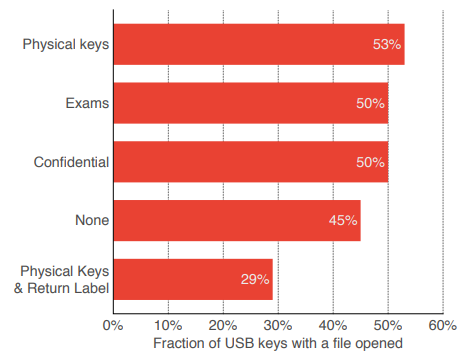 Physical keys
53%
Exams
50%
Confidential
50%
None
45%
Physical Keys
& Return Label
29%
0% 10% 20% 30% 40% 50% 60%
Fraction of USB keys with a file opened